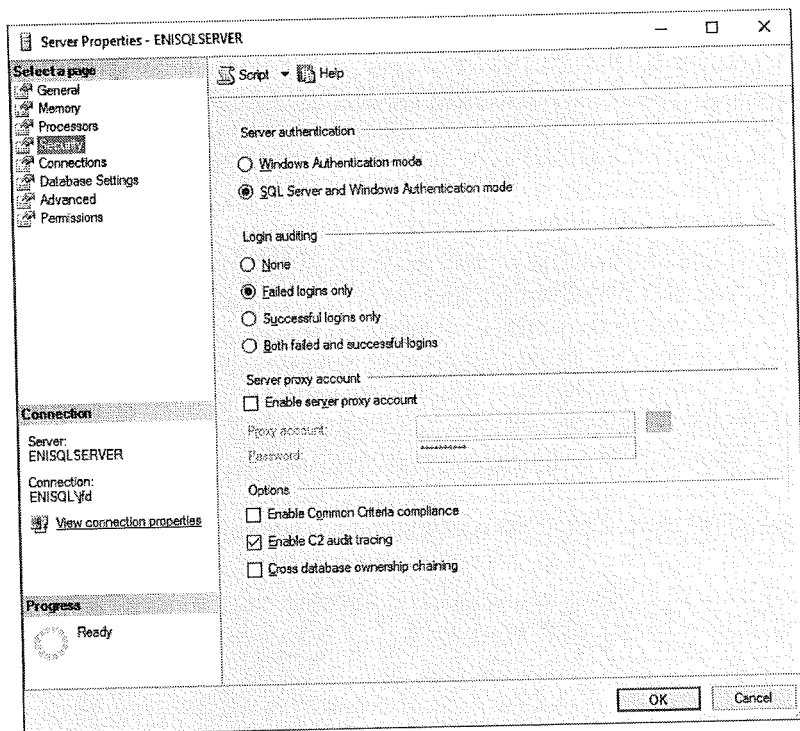 Server Properties - ENISQLSERVER
Select a page
General
Memory
Processors
Security
Connections
Database Settings
Advanced
Permissions
Connection
Server:
ENISQLSERVER
Connection:
ENISQL\jfd
View connection properties
Progress
Ready
Script
Help
Server authentication
Windows Authentication mode
SQL Server and Windows Authentication mode
Login auditing
None
Failed logins only
Successful logins only
Both failed and successful logins
Server proxy account
Enable server proxy account
Proxy account:
Password:
**********
Options
Enable Common Criteria compliance
Enable C2 audit tracing
Cross database ownership chaining
OK
Cancel